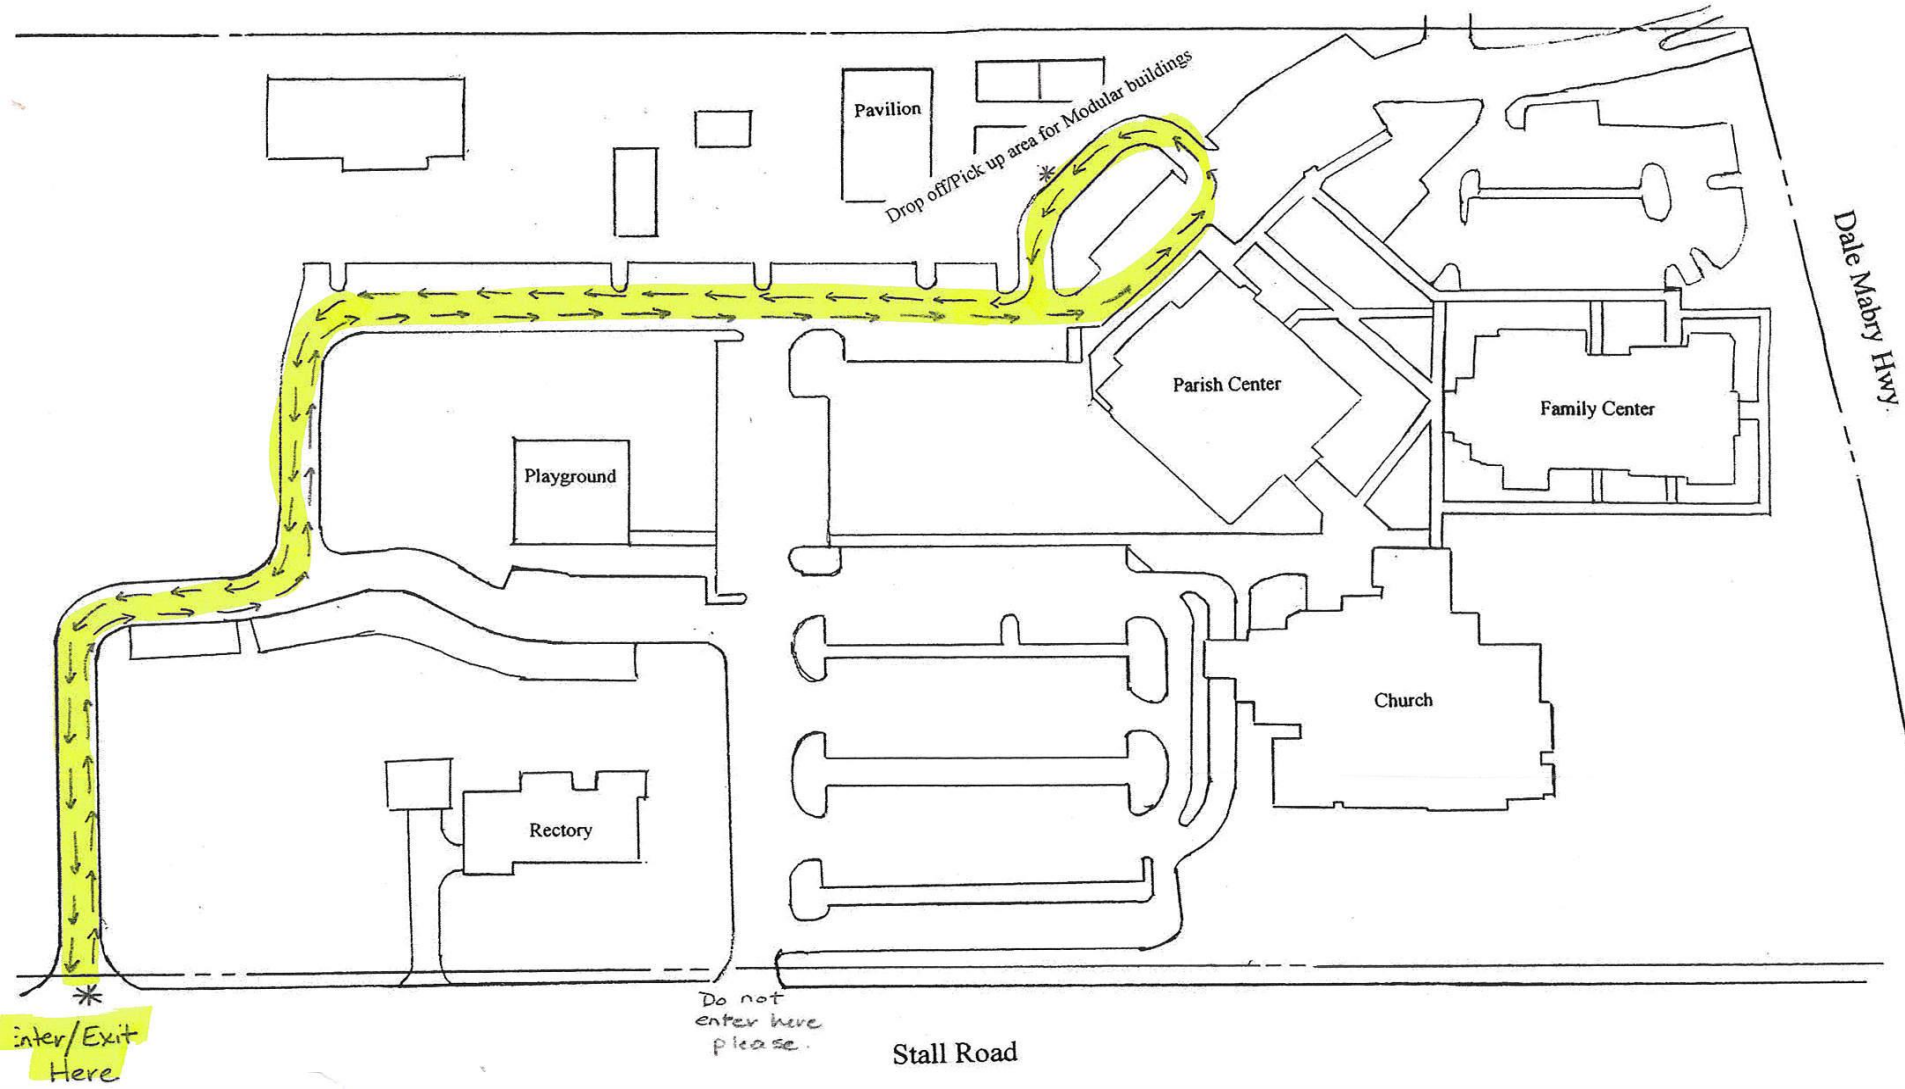 Pavilion
Drop off/Pick up area for Modular buildings
*
Dale Mabry Hwy.
Parish Center
Family Center
Playground
Church
Rectory
*
Enter/Exit
Here
Do not
enter here
please.
Stall Road